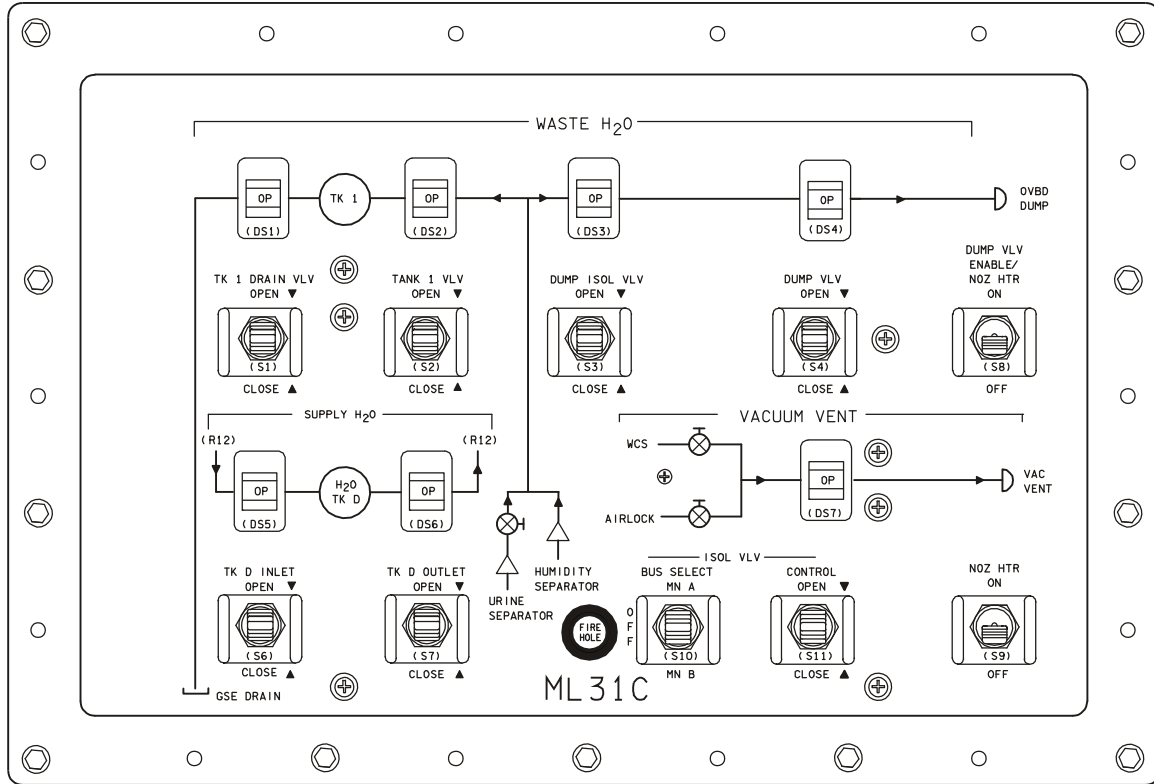 WASTE H2O
OP
(DS1)
TK 1
OP
(DS2)
OP
(DS3)
OP
(DS4)
OVBD
DUMP
TK 1 DRAIN VLV
OPEN ▼
(S1)
CLOSE ▲
TANK 1 VLV
OPEN ▼
(S2)
CLOSE ▲
DUMP ISOL VLV
OPEN ▼
(S3)
CLOSE ▲
DUMP VLV
OPEN ▼
(S4)
CLOSE ▲
DUMP VLV
ENABLE/
NOZ HTR
ON
(S8)
OFF
SUPPLY H2O
(R12)
(R12)
OP
(DS5)
H2O
TK D
OP
(DS6)
VACUUM VENT
WCS
AIRLOCK
OP
(DS7)
VAC
VENT
TK D INLET
OPEN ▼
(S6)
CLOSE ▲
TK D OUTLET
OPEN ▼
(S7)
CLOSE ▲
URINE
SEPARATOR
HUMIDITY
SEPARATOR
FIRE
HOLE
ISOL VLV
BUS SELECT
MN A
O
F
F
(S10)
MN B
CONTROL
OPEN ▼
(S11)
CLOSE ▲
NOZ HTR
ON
(S9)
OFF
GSE DRAIN
ML31C